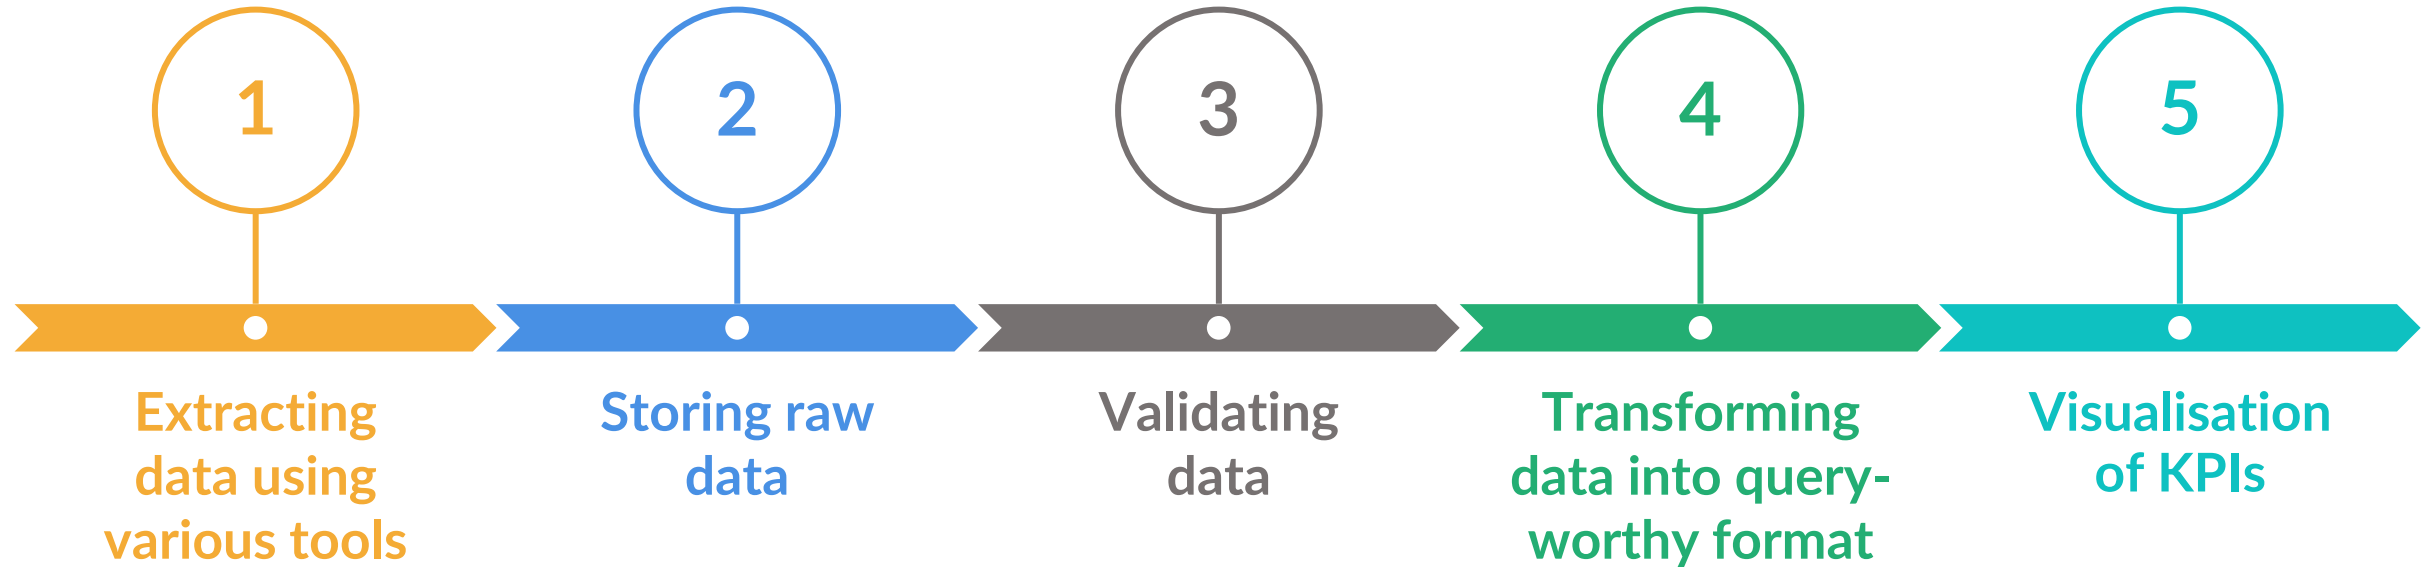 1
Extracting
data using
various tools
2
Storing raw
data
3
Validating
data
4
Transforming
data into query-
worthy format
5
Visualisation
of KPIs